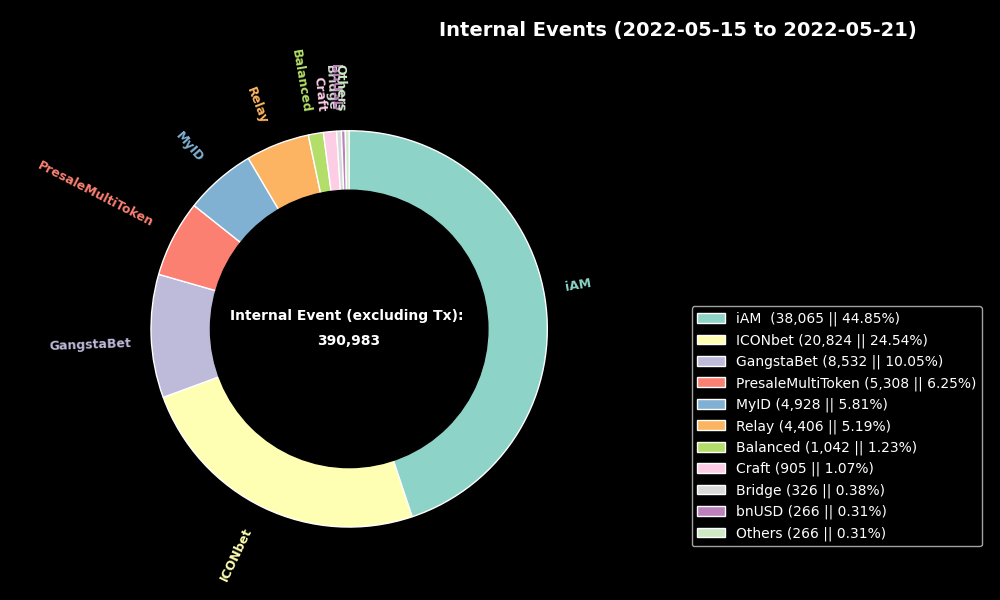 Internal Events (2022-05-15 to 2022-05-21)
Others
bnUSD
Bridge
Craft
Balanced
Relay
MyID
PresaleMultiToken
iAM
GangstaBet
ICONbet
Internal Event (excluding Tx):
390,983
iAM  (38,065 || 44.85%)
ICONbet (20,824 || 24.54%)
GangstaBet (8,532 || 10.05%)
PresaleMultiToken (5,308 || 6.25%)
MyID (4,928 || 5.81%)
Relay (4,406 || 5.19%)
Balanced (1,042 || 1.23%)
Craft (905 || 1.07%)
Bridge (326 || 0.38%)
bnUSD (266 || 0.31%)
Others (266 || 0.31%)